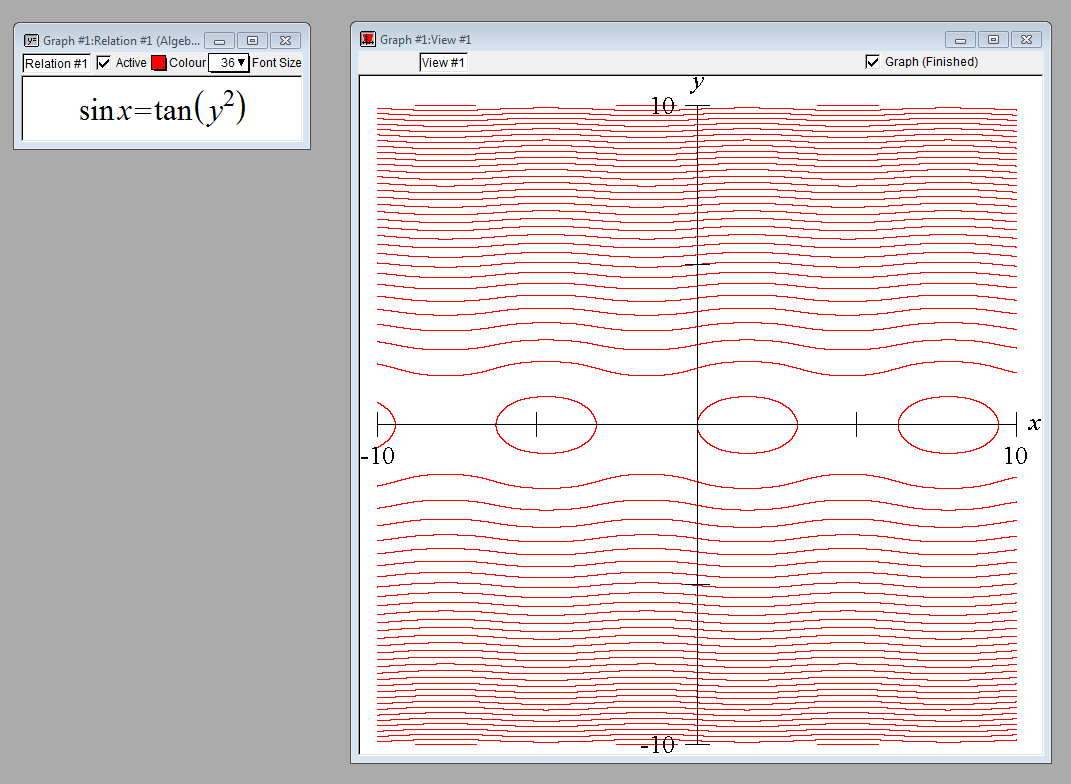 Graph #1:Relation #1 (Algeb...
Relation #1 Active Colour 36 Font Size
sin x=tan(y²)
Graph #1:View #1
View #1 Graph (Finished)
y
10
x
-10 10
-10